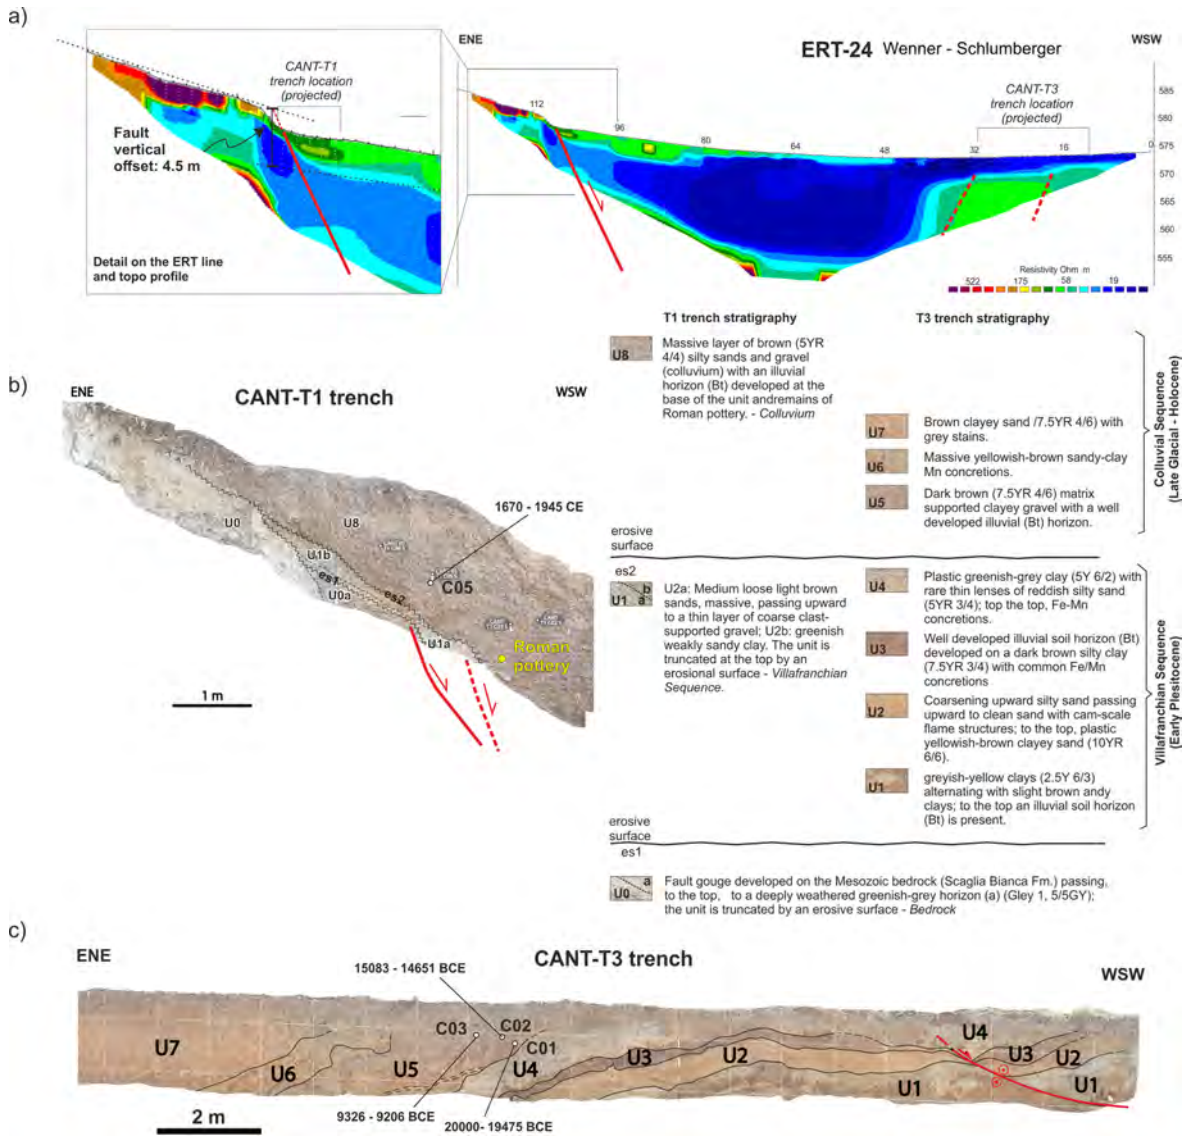 a)
ENE
ERT-24 Wenner - Schlumberger
WSW
CANT-T1
trench location
(projected)
CANT-T3
trench location
(projected)
Fault
vertical
offset: 4.5 m
Detail on the ERT line
and topo profile
112
96
80
64
48
32
16
0
585
580
575
570
565
560
555
Resistivity Ohm m
522
175
58
19
T1 trench stratigraphy
T3 trench stratigraphy
U8
Massive layer of brown (5YR
4/4) silty sands and gravel
(colluvium) with an illuvial
horizon (Bt) developed at the
base of the unit andremains of
Roman pottery. - Colluvium
U7
Brown clayey sand /7.5YR 4/6) with
grey stains.
U6
Massive yellowish-brown sandy-clay
Mn concretions.
U5
Dark brown (7.5YR 4/6) matrix
supported clayey gravel with a well
developed illuvial (Bt) horizon.
Colluvial Sequence
(Late Glacial - Holocene)
erosive
surface
es2
U1
b
a
U2a: Medium loose light brown
sands, massive, passing upward
to a thin layer of coarse clast-
supported gravel; U2b: greenish
weakly sandy clay. The unit is
truncated at the top by an
erosional surface - Villafranchian
Sequence.
U4
Plastic greenish-grey clay (5Y 6/2) with
rare thin lenses of reddish silty sand
(5YR 3/4); top the top, Fe-Mn
concretions.
U3
Well developed illuvial soil horizon (Bt)
developed on a dark brown silty clay
(7.5YR 3/4) with common Fe/Mn
concretions
U2
Coarsening upward silty sand passing
upward to clean sand with cam-scale
flame structures; to the top, plastic
yellowish-brown clayey sand (10YR
6/6).
U1
greyish-yellow clays (2.5Y 6/3)
alternating with slight brown andy
clays; to the top an illuvial soil horizon
(Bt) is present.
Villafranchian Sequence
(Early Plesitocene)
erosive
surface
es1
U0
a
Fault gouge developed on the Mesozoic bedrock (Scaglia Bianca Fm.) passing,
to the top, to a deeply weathered greenish-grey horizon (a) (Gley 1, 5/5GY);
the unit is truncated by an erosive surface - Bedrock
b)
ENE
CANT-T1 trench
WSW
1670 - 1945 CE
U0
U8
U1b
es1
U0a
es2
C05
U1a
Roman
pottery
1 m
c)
ENE
CANT-T3 trench
WSW
15083 - 14651 BCE
C03
C02
C01
U7
U6
U5
U4
U3
U2
U1
U4
U3
U2
U1
9326 - 9206 BCE
20000- 19475 BCE
2 m